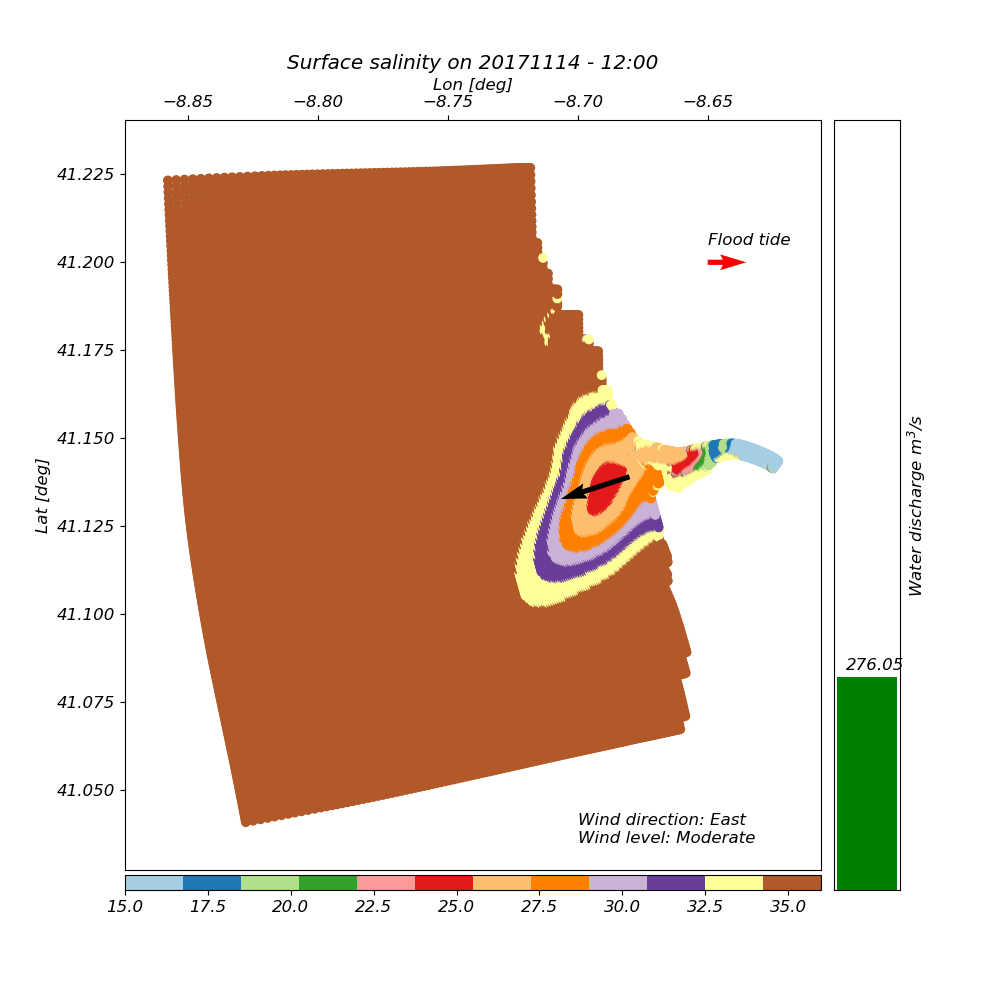 Surface salinity on 20171114 - 12:00
Lon [deg]
−8.85 −8.80 −8.75 −8.70 −8.65
41.225
41.200
41.175
41.150
41.125
41.100
41.075
41.050
Lat [deg]
Flood tide
Water discharge m³/s
276.05
Wind direction: East
Wind level: Moderate
15.0 17.5 20.0 22.5 25.0 27.5 30.0 32.5 35.0